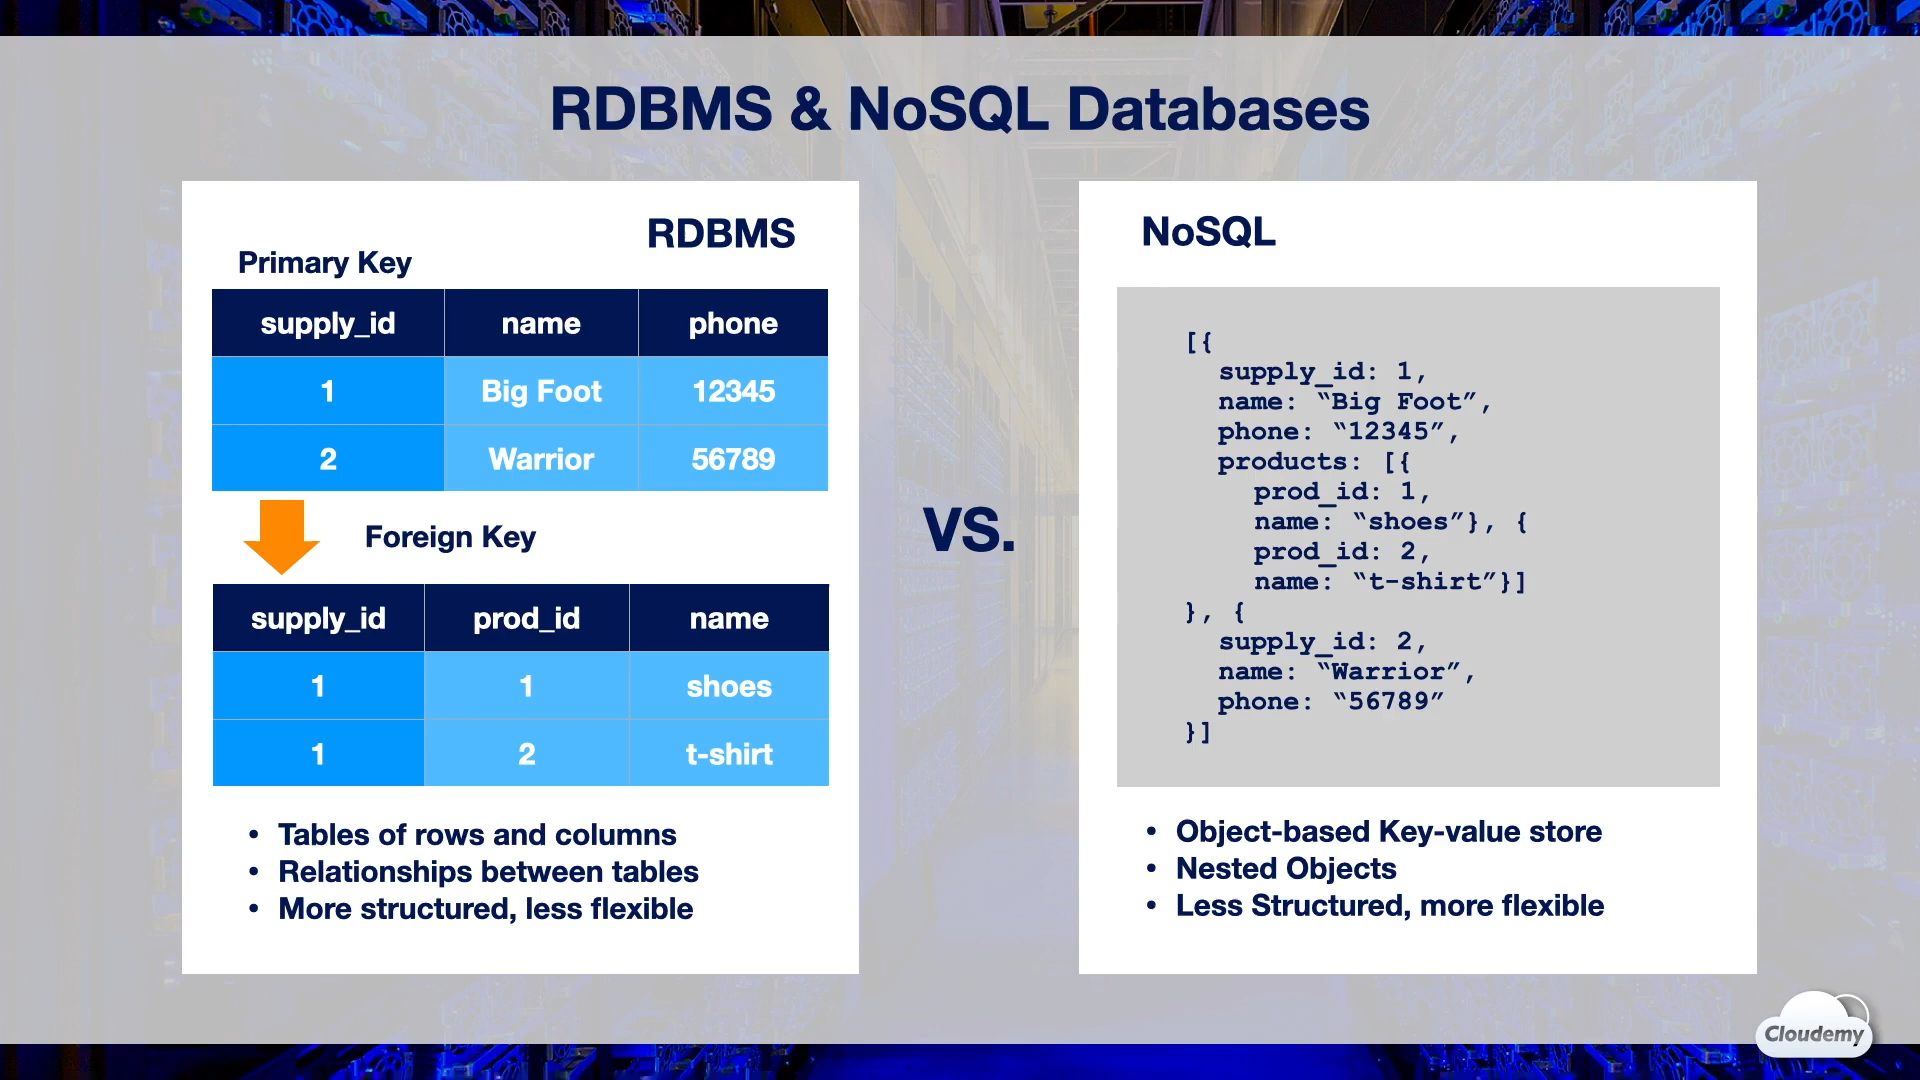 RDBMS & NoSQL Databases
RDBMS
Primary Key
supply_id name phone
1 Big Foot 12345
2 Warrior 56789
Foreign Key
supply_id prod_id name
1 1 shoes
1 2 t-shirt
• Tables of rows and columns
• Relationships between tables
• More structured, less flexible
VS.
NoSQL
[{
supply_id: 1,
name: “Big Foot”,
phone: “12345”,
products: [{
prod_id: 1,
name: “shoes”}, {
prod_id: 2,
name: “t-shirt”}]
}, {
supply_id: 2,
name: “Warrior”,
phone: “56789”
}]
• Object-based Key-value store
• Nested Objects
• Less Structured, more flexible
Cloudemy